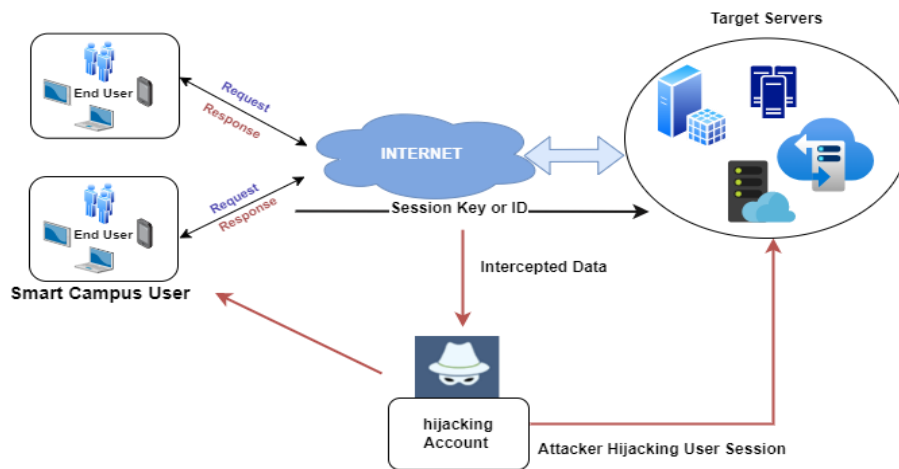 Target Servers
End User
Request
Response
INTERNET
End User
Request
Response
Session Key or ID
Smart Campus User
Intercepted Data
hijacking
Account
Attacker Hijacking User Session